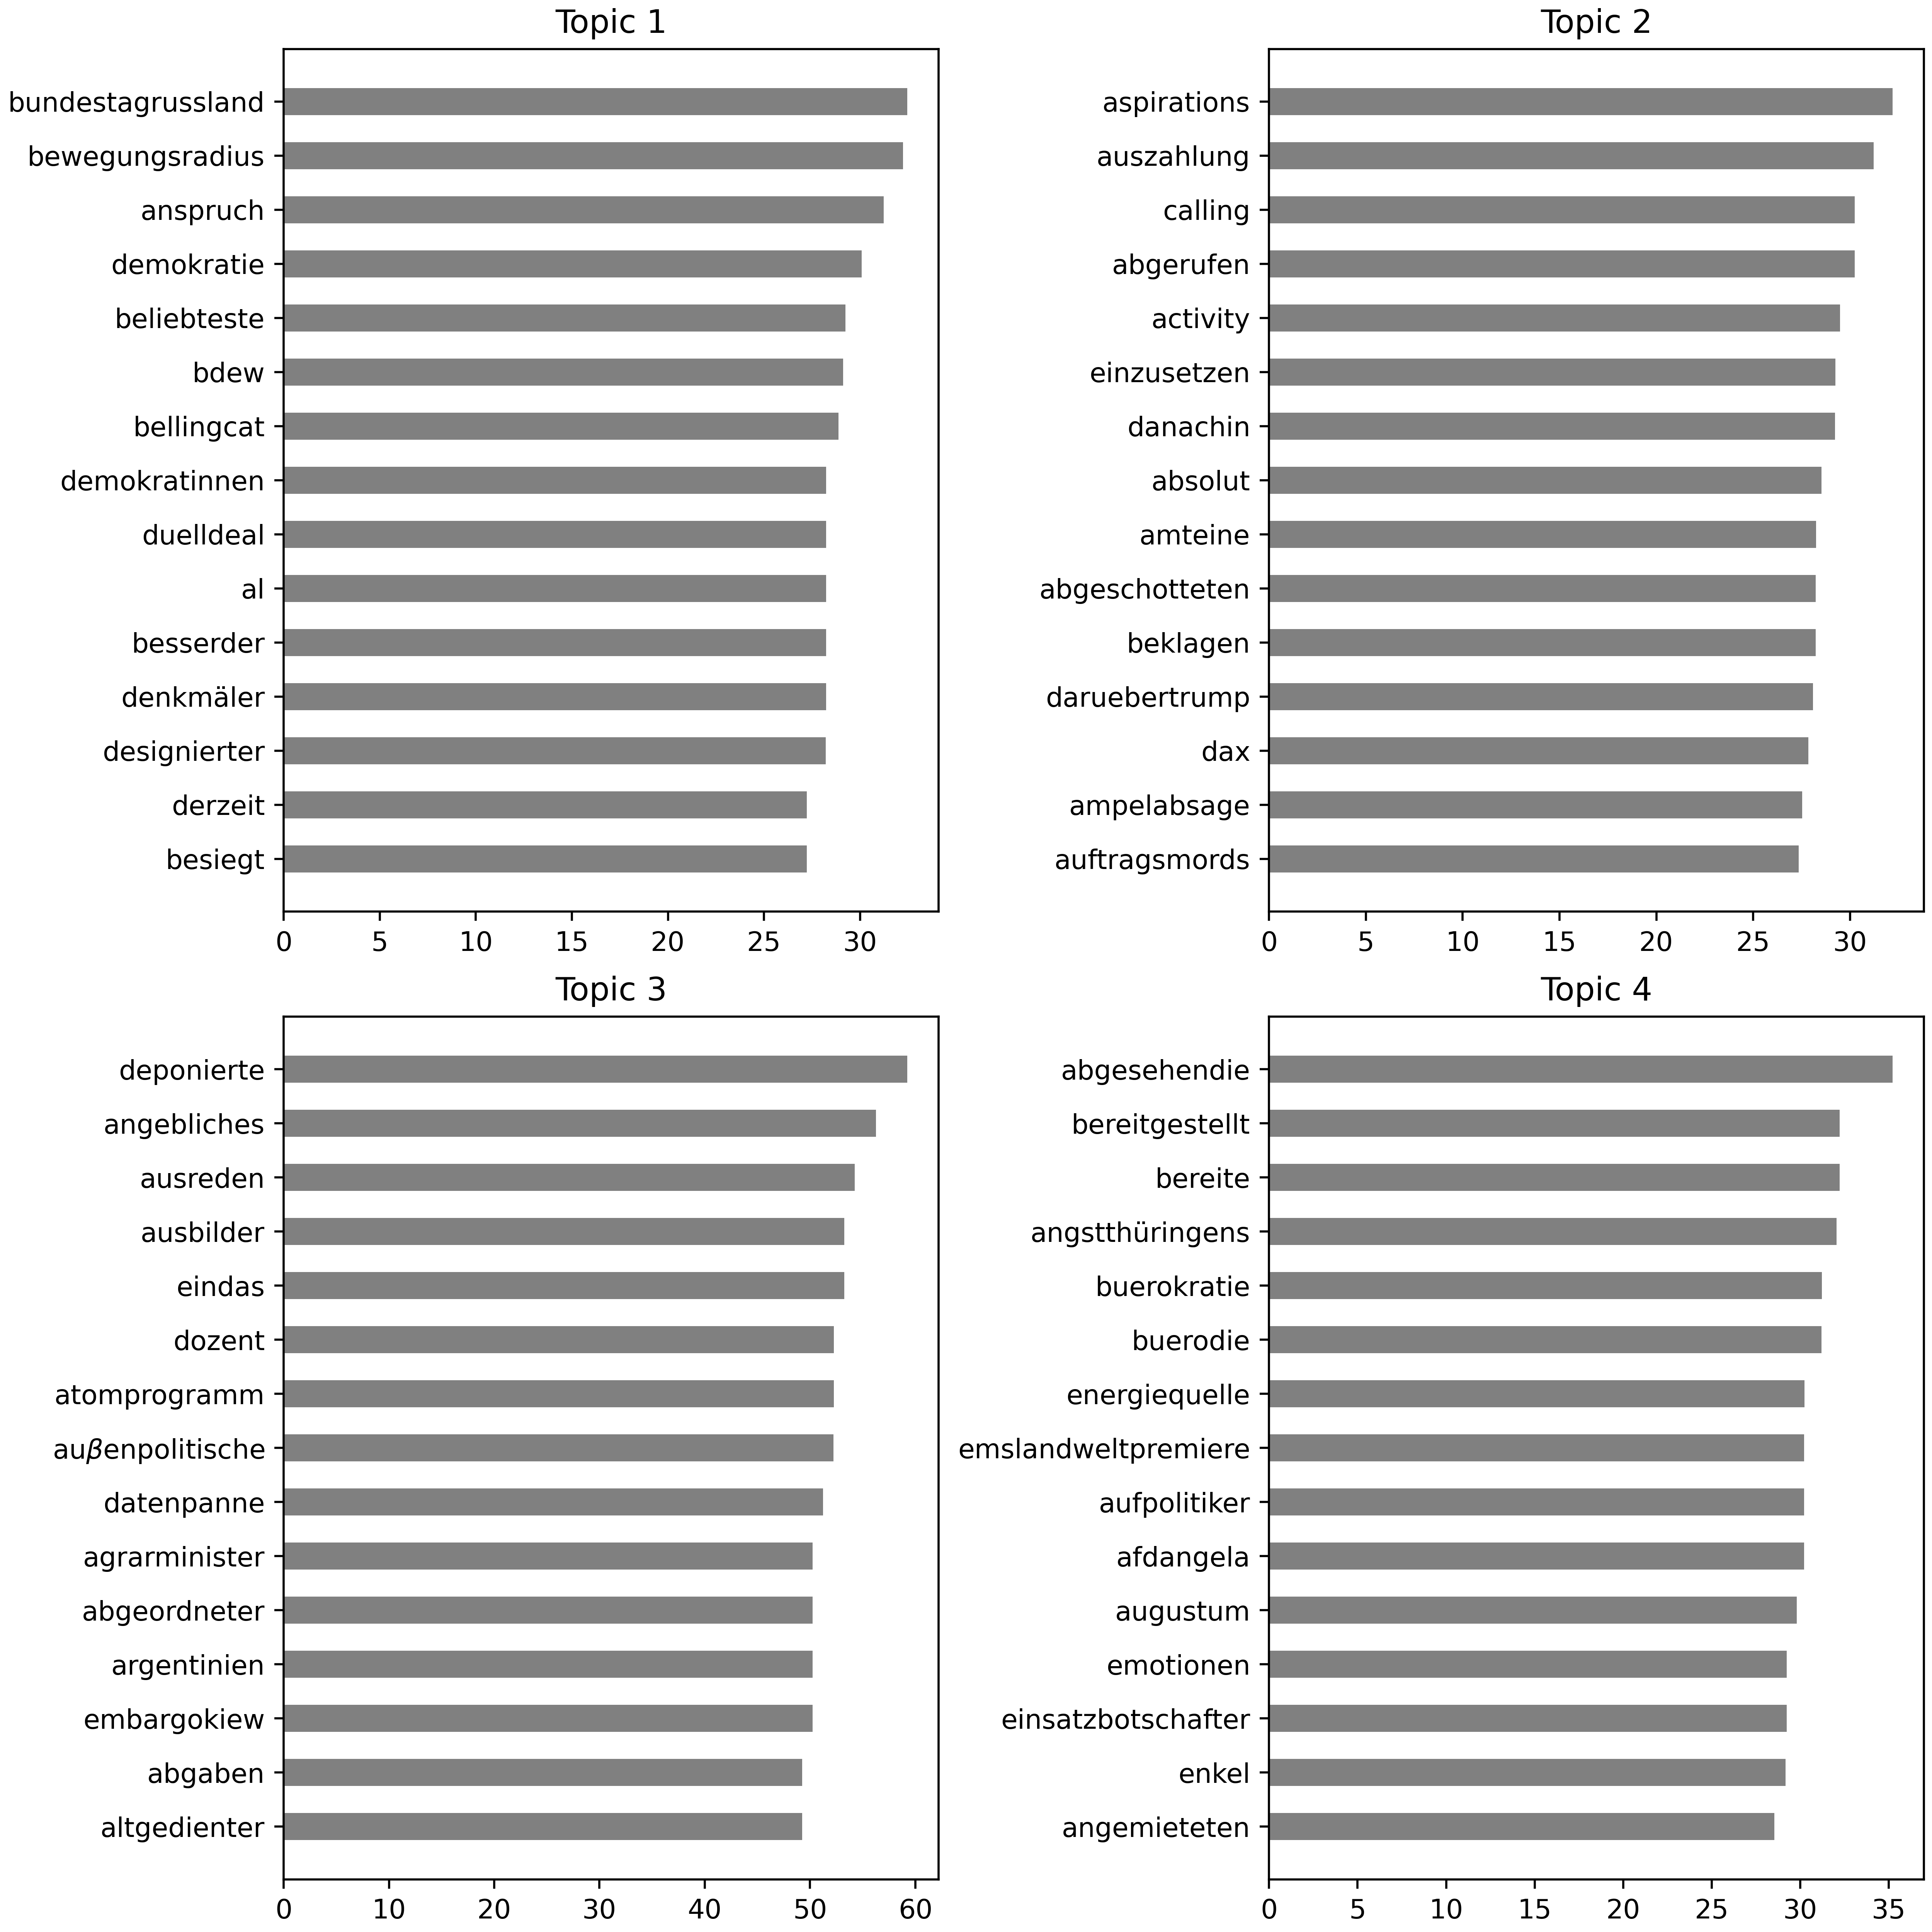 Topic 1
bundestagrussland
bewegungsradius
anspruch
demokratie
beliebteste
bdew
bellingcat
demokratinnen
duelldeal
al
besserder
denkmäler
designierter
derzeit
besiegt
0 5 10 15 20 25 30
Topic 2
aspirations
auszahlung
calling
abgerufen
activity
einzusetzen
danachin
absolut
amteine
abgeschotteten
beklagen
daruebertrump
dax
ampelabsage
auftragsmords
0 5 10 15 20 25 30
Topic 3
deponierte
angebliches
ausreden
ausbilder
eindas
dozent
atomprogramm
auβenpolitische
datenpanne
agrarminister
abgeordneter
argentinien
embargokiew
abgaben
altgedienter
0 10 20 30 40 50 60
Topic 4
abgesehendie
bereitgestellt
bereite
angstthüringens
buerokratie
buerodie
energiequelle
emslandweltpremiere
aufpolitiker
afdangela
augustum
emotionen
einsatzbotschafter
enkel
angemieteten
0 5 10 15 20 25 30 35